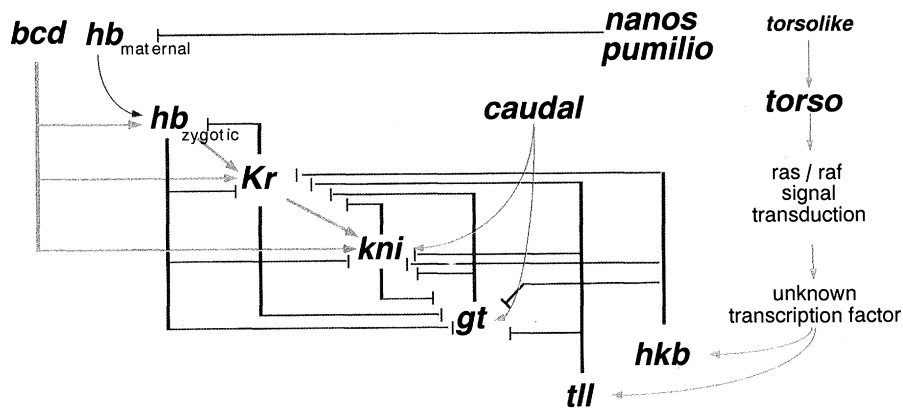 bcd
hb maternal
nanos
pumilio
torsolike
hb zygotic
caudal
torso
Kr
ras / raf
signal
transduction
kni
unknown
transcription factor
gt
hkb
tll